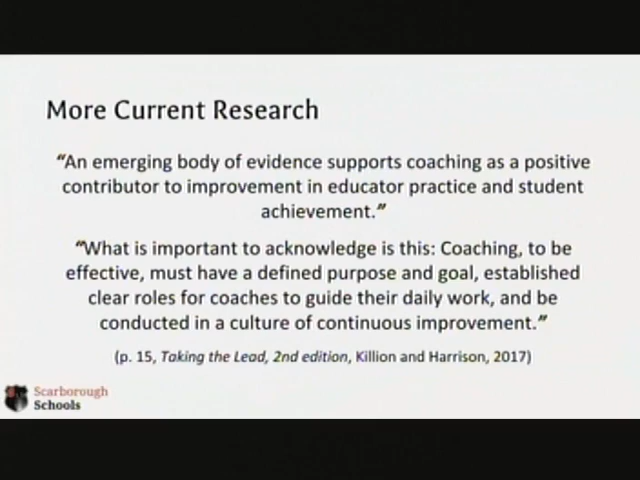 More Current Research
"An emerging body of evidence supports coaching as a positive
contributor to improvement in educator practice and student
achievement."
"What is important to acknowledge is this: Coaching, to be
effective, must have a defined purpose and goal, established
clear roles for coaches to guide their daily work, and be
conducted in a culture of continuous improvement."
(p. 15, Taking the Lead, 2nd edition, Killion and Harrison, 2017)
Scarborough
Schools